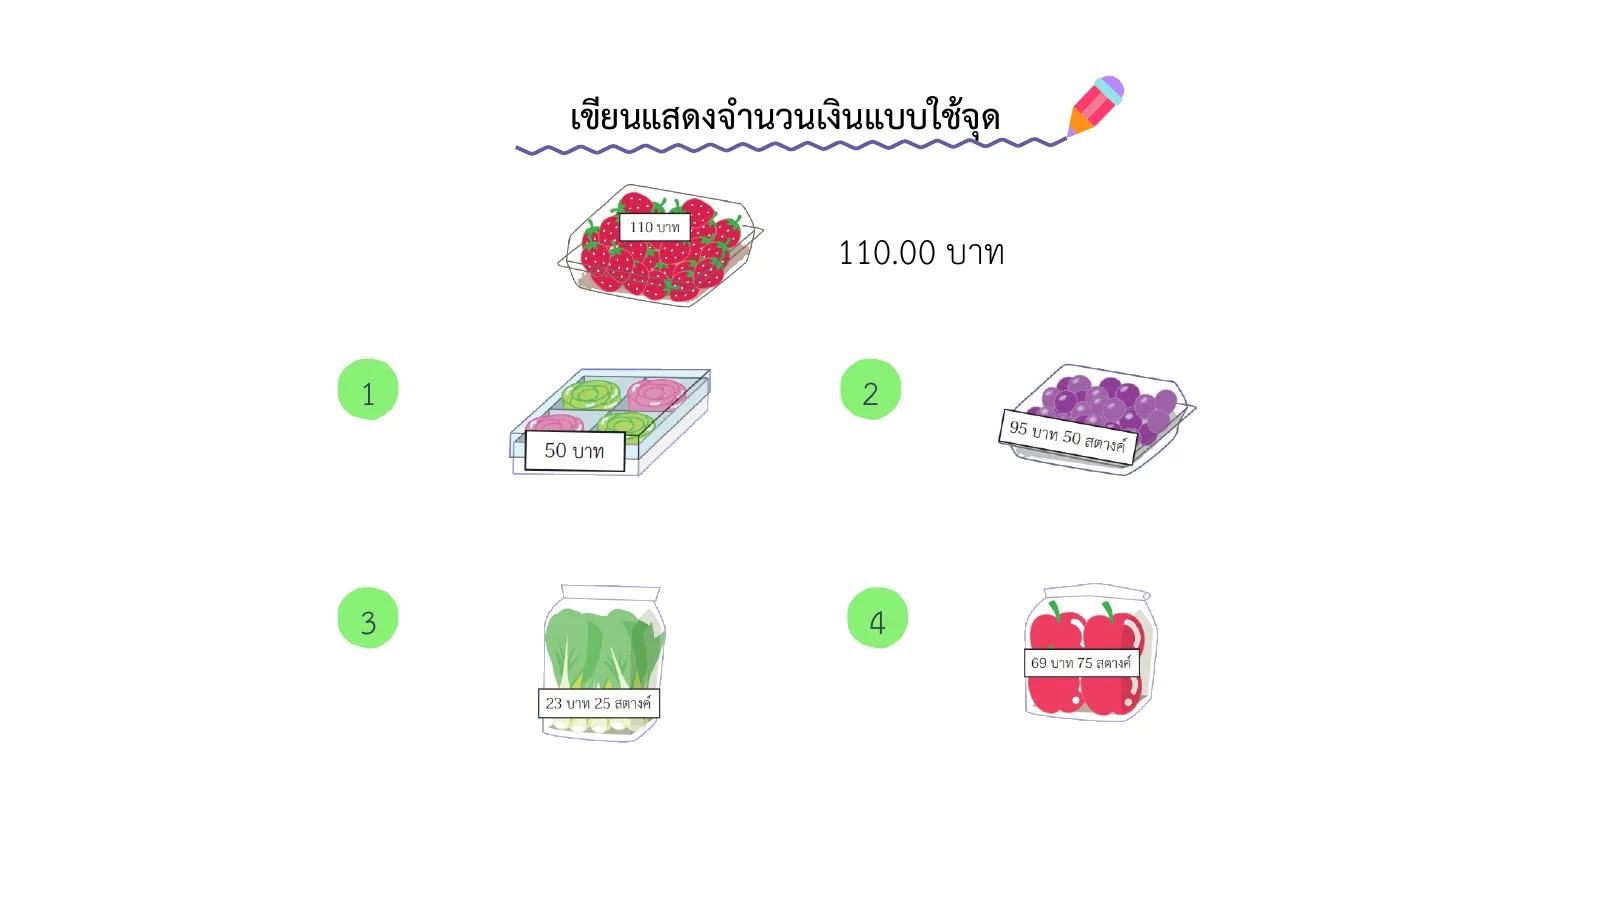 เขียนแสดงจำนวนเงินแบบใช้จุด
110 บาท
110.00 บาท
1
50 บาท
2
95 บาท 50 สตางค์
3
23 บาท 25 สตางค์
4
69 บาท 75 สตางค์